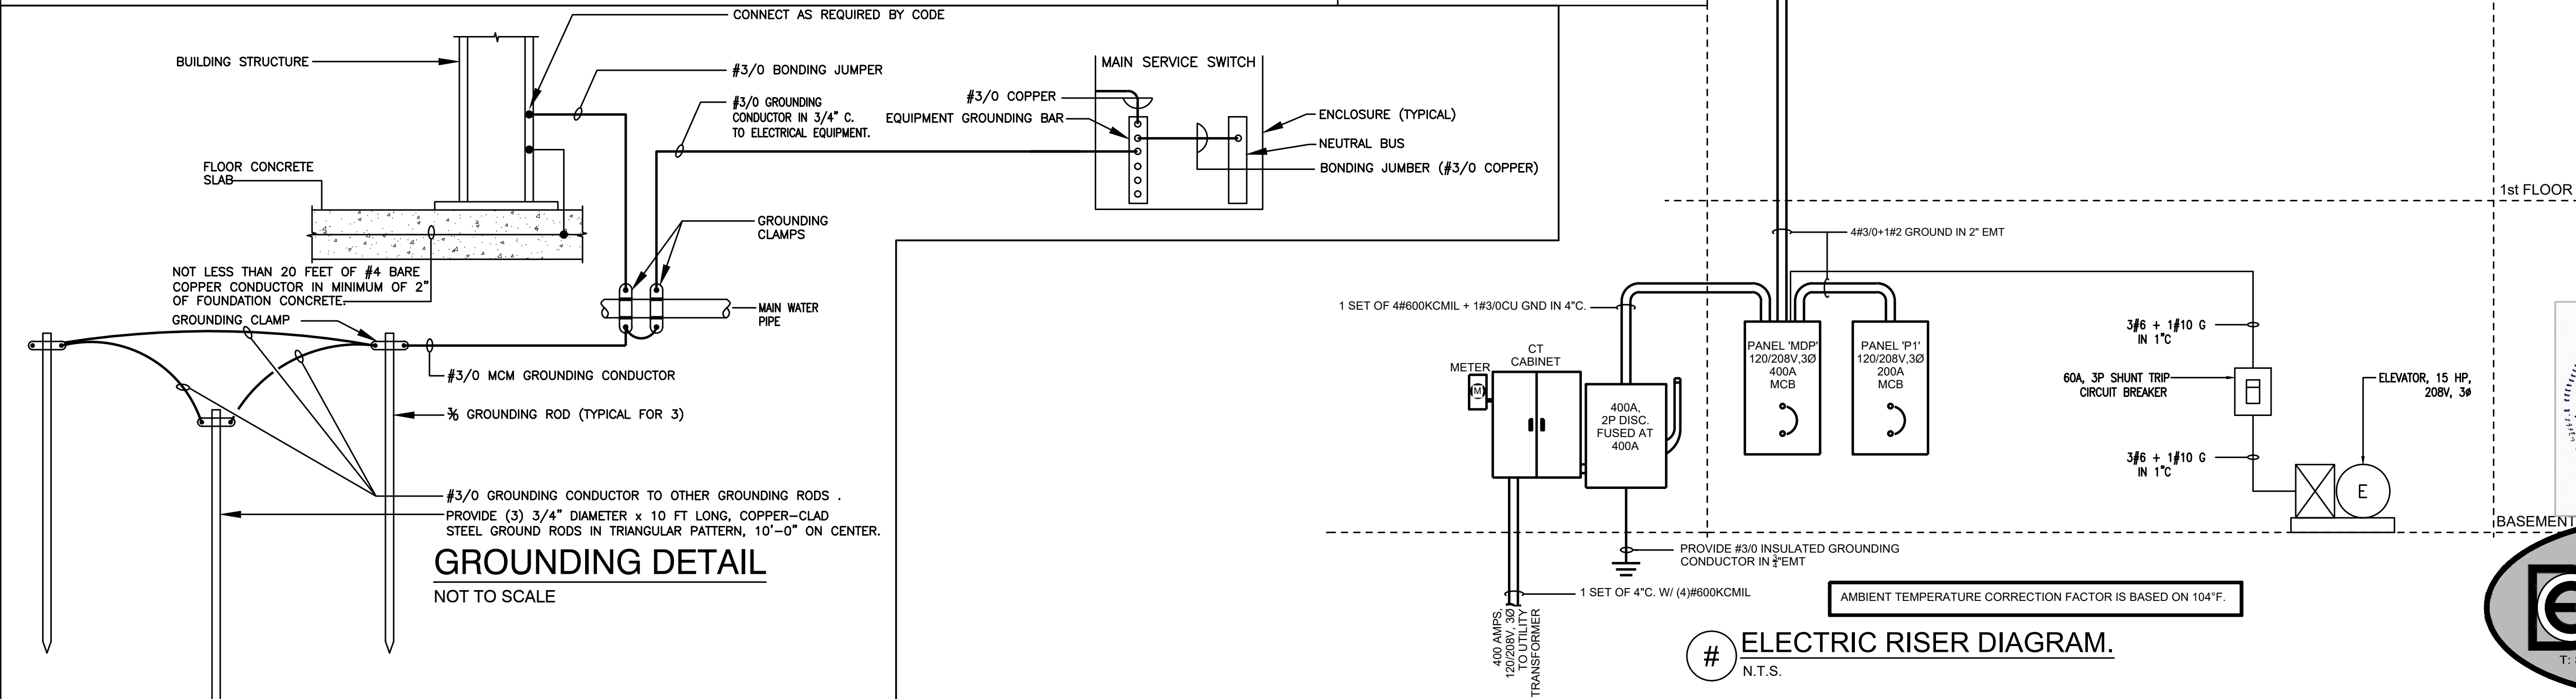 CONNECT AS REQUIRED BY CODE
BUILDING STRUCTURE
#3/0 BONDING JUMPER
#3/0 GROUNDING
CONDUCTOR IN 3/4" C.
TO ELECTRICAL EQUIPMENT.
MAIN SERVICE SWITCH
#3/0 COPPER
EQUIPMENT GROUNDING BAR
ENCLOSURE (TYPICAL)
NEUTRAL BUS
BONDING JUMBER (#3/0 COPPER)
FLOOR CONCRETE
SLAB
GROUNDING
CLAMPS
NOT LESS THAN 20 FEET OF #4 BARE
COPPER CONDUCTOR IN MINIMUM OF 2"
OF FOUNDATION CONCRETE.
GROUNDING CLAMP
MAIN WATER
PIPE
#3/0 MCM GROUNDING CONDUCTOR
GROUNDING ROD (TYPICAL FOR 3)
#3/0 GROUNDING CONDUCTOR TO OTHER GROUNDING RODS .
PROVIDE (3) 3/4" DIAMETER x 10 FT LONG, COPPER-CLAD
STEEL GROUND RODS IN TRIANGULAR PATTERN, 10'-0" ON CENTER.
GROUNDING DETAIL
NOT TO SCALE
1st FLOOR
4#3/0+1#2 GROUND IN 2" EMT
1 SET OF 4#600KCMIL + 1#3/0CU GND IN 4"C.
METER
M
CT
CABINET
400A,
2P DISC.
FUSED AT
400A
PANEL 'MDP'
120/208V,3Ø
400A
MCB
PANEL 'P1'
120/208V,3Ø
200A
MCB
3#6 + 1#10 G
IN 1"C
60A, 3P SHUNT TRIP
CIRCUIT BREAKER
ELEVATOR, 15 HP,
208V, 3ø
3#6 + 1#10 G
IN 1"C
E
BASEMENT
PROVIDE #3/0 INSULATED GROUNDING
CONDUCTOR IN 3/4"EMT
1 SET OF 4"C. W/ (4)#600KCMIL
400 AMPS,
120/208V, 3Ø
TO UTILITY
TRANSFORMER
AMBIENT TEMPERATURE CORRECTION FACTOR IS BASED ON 104°F.
# ELECTRIC RISER DIAGRAM.
N.T.S.
T: